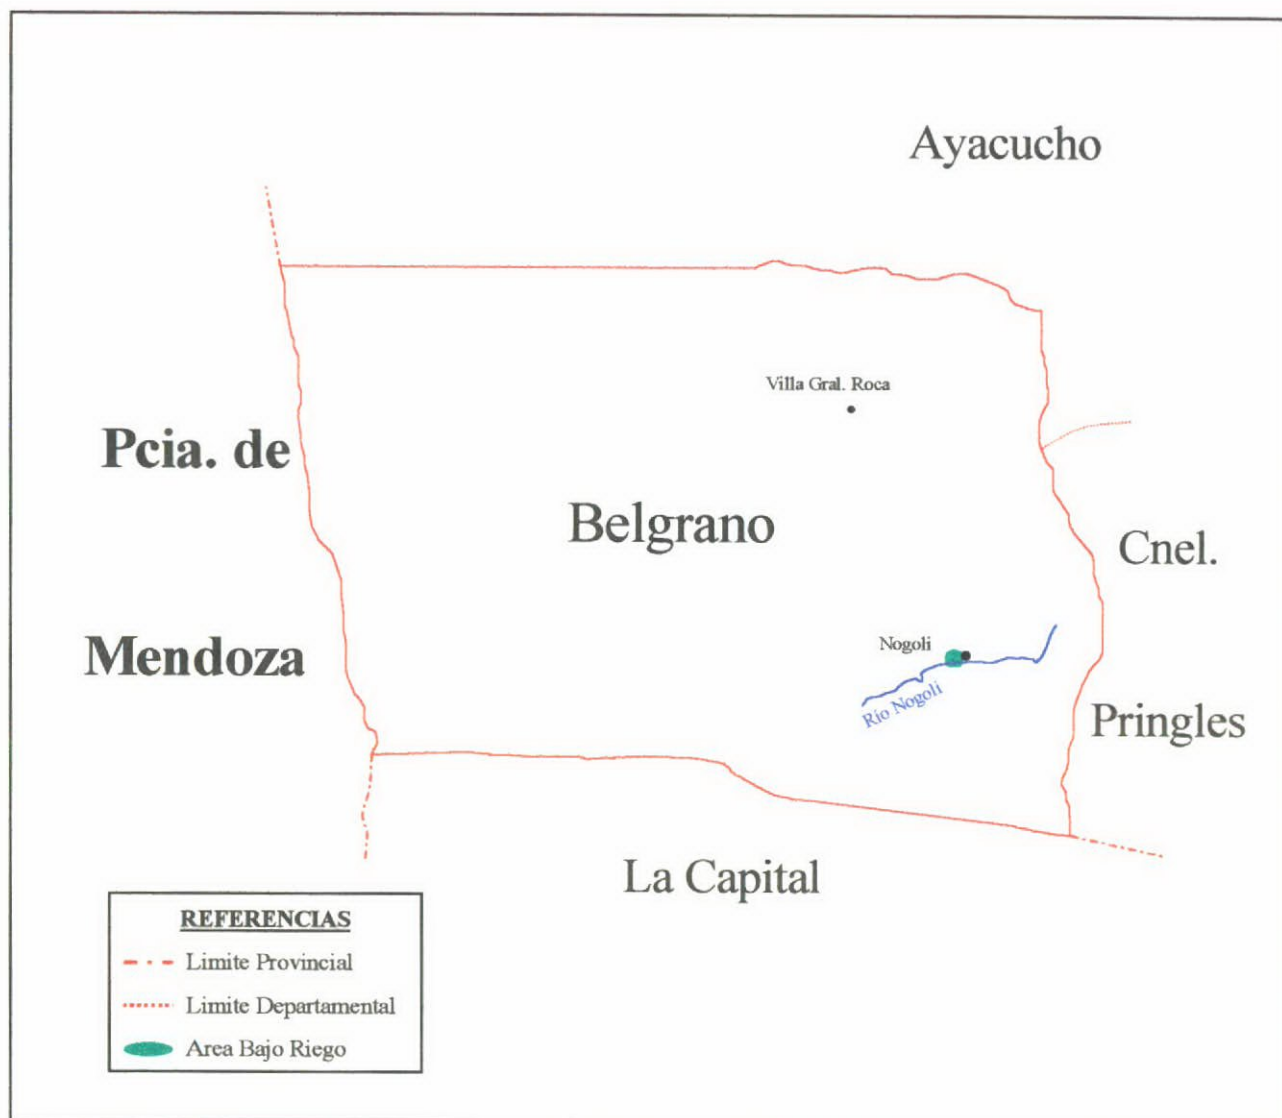 Ayacucho
Villa Gral. Roca
Pcia. de
Belgrano
Cnel.
Nogoli
Mendoza
Río Nogoli
Pringles
La Capital
REFERENCIAS
Limite Provincial
Limite Departamental
Area Bajo Riego